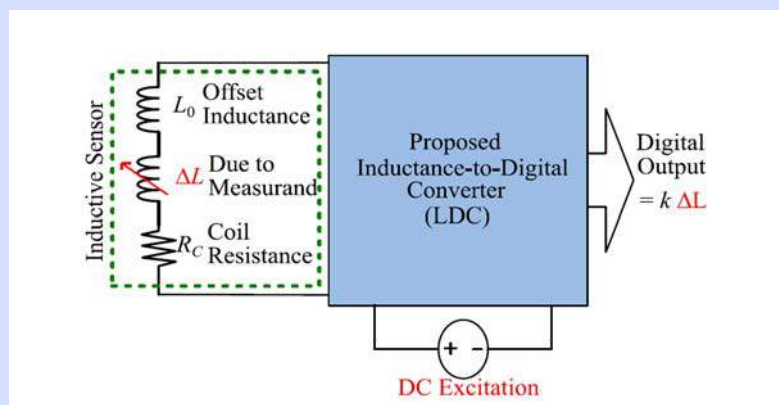 Inductive Sensor
L0 Offset
Inductance
ΔL Due to
Measurand
RC Coil
Resistance
Proposed
Inductance-to-Digital
Converter
(LDC)
Digital
Output
= k ΔL
+ -
DC Excitation